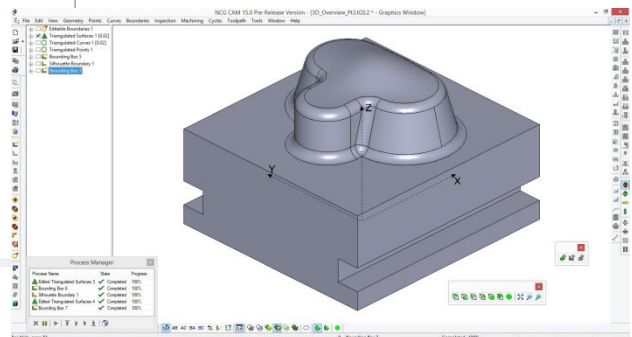 NCG CAM 15.0 Pre-Release Version - [3D_Overview_Pt3.IGS:2 * - Graphics Window]
File Edit View Geometry Points Curves Boundaries Inspection Machining Cycles Toolpath Tools Window Help
Editable Boundaries 1
Triangulated Surfaces 1 [0.02]
Triangulated Curves 1 [0.02]
Triangulated Points 1
Bounding Box 5
Silhouette Boundary 1
Bounding Box 7
Z
Y
X
Process Manager
Process Name State Progress
Edited Triangulated Surfaces 3 Completed 100%
Bounding Box 5 Completed 100%
Silhouette Boundary 1 Completed 100%
Edited Triangulated Surfaces 4 Completed 100%
Bounding Box 7 Completed 100%
AB AC BA BC